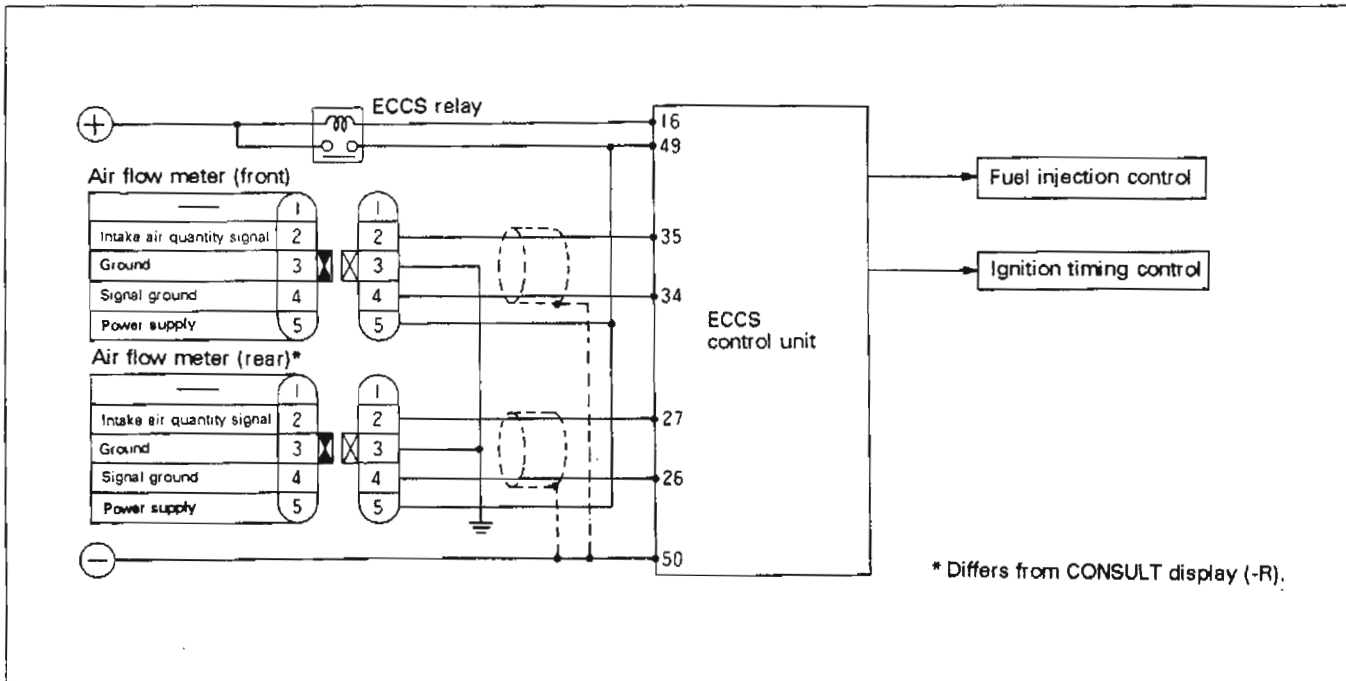 ECCS relay
+
16
49
Air flow meter (front)
1 1
Intake air quantity signal 2 2
35
Ground 3 3
Signal ground 4 4
34
Power supply 5 5
ECCS
control unit
Fuel injection control
Ignition timing control
Air flow meter (rear)*
1 1
Intake air quantity signal 2 2
27
Ground 3 3
Signal ground 4 4
26
Power supply 5 5
−
50
* Differs from CONSULT display (-R).